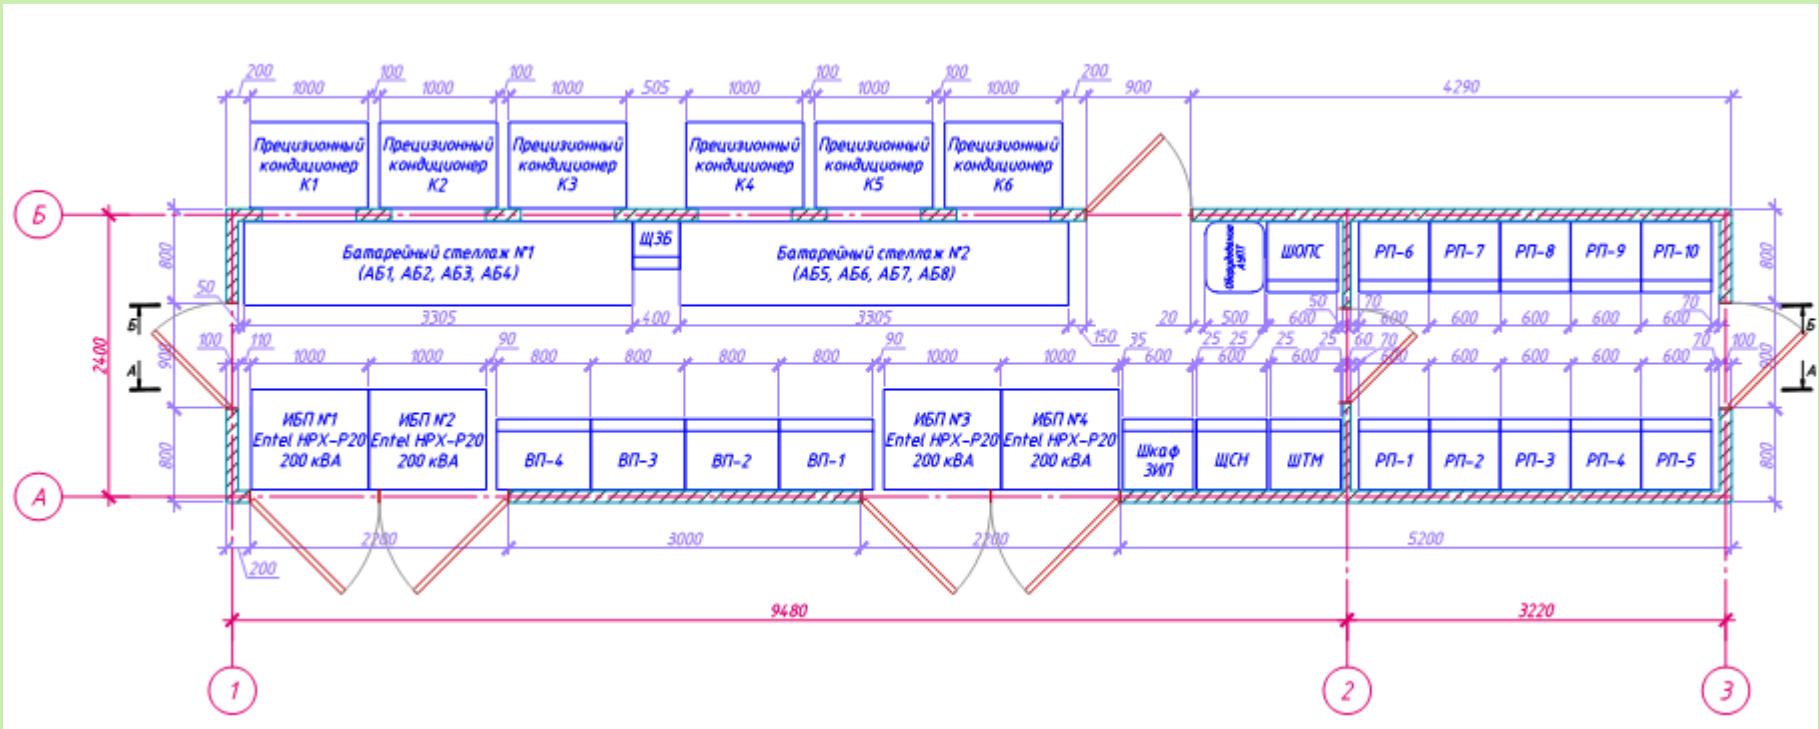 200 100 100 100 100 200
1000 1000 1000 505 1000 1000 1000 900 4290
Прецизионный кондиционер К1
Прецизионный кондиционер К2
Прецизионный кондиционер К3
Прецизионный кондиционер К4
Прецизионный кондиционер К5
Прецизионный кондиционер К6
Б
800
Батарейный стеллаж №1
(АБ1, АБ2, АБ3, АБ4)
ЩЗБ
Батарейный стеллаж №2
(АБ5, АБ6, АБ7, АБ8)
Оборудование
АУПТ
ШОПС
РП-6 РП-7 РП-8 РП-9 РП-10
800
50 50 70 70
3305 400 3305 20 500 600 600 600 600 600 600
Б Б
2400
100 110 90 90 150 35 25 25 25 25 60 70 70 100
900 1000 1000 800 800 800 800 1000 1000 600 600 600 600 600 600 600 600 900
А А
ИБП №1
Entel HPX-P20
200 кВА
ИБП №2
Entel HPX-P20
200 кВА
ВП-4 ВП-3 ВП-2 ВП-1
ИБП №3
Entel HPX-P20
200 кВА
ИБП №4
Entel HPX-P20
200 кВА
Шкаф
ЗИП
ЩСН ШТМ
РП-1 РП-2 РП-3 РП-4 РП-5
800 800
А
2200 3000 2200 5200
200
9480 3220
1 2 3